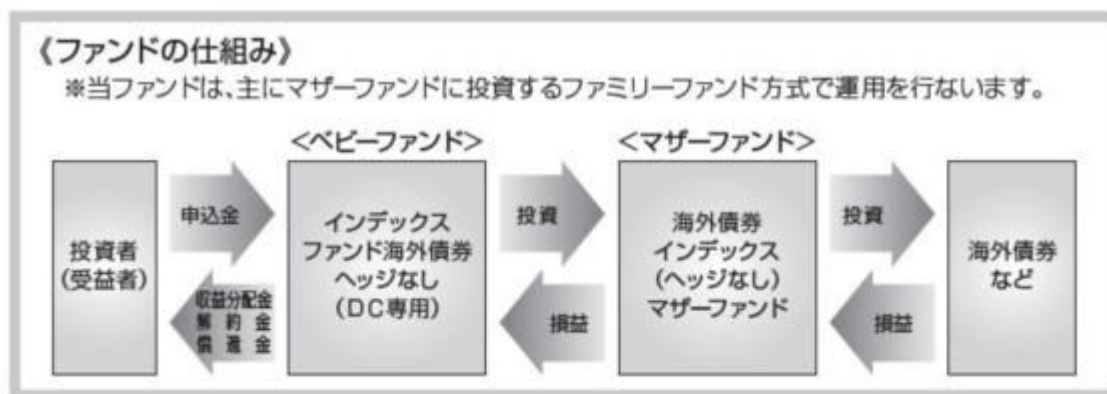 《ファンドの仕組み》
※当ファンドは、主にマザーファンドに投資するファミリーファンド方式で運用を行ないます。
<ベビーファンド>
<マザーファンド>
投資者
(受益者)
申込金
収益分配金
解約金
償還金
インデックス
ファンド海外債券
ヘッジなし
(DC専用)
投資
損益
海外債券
インデックス
(ヘッジなし)
マザーファンド
投資
損益
海外債券
など